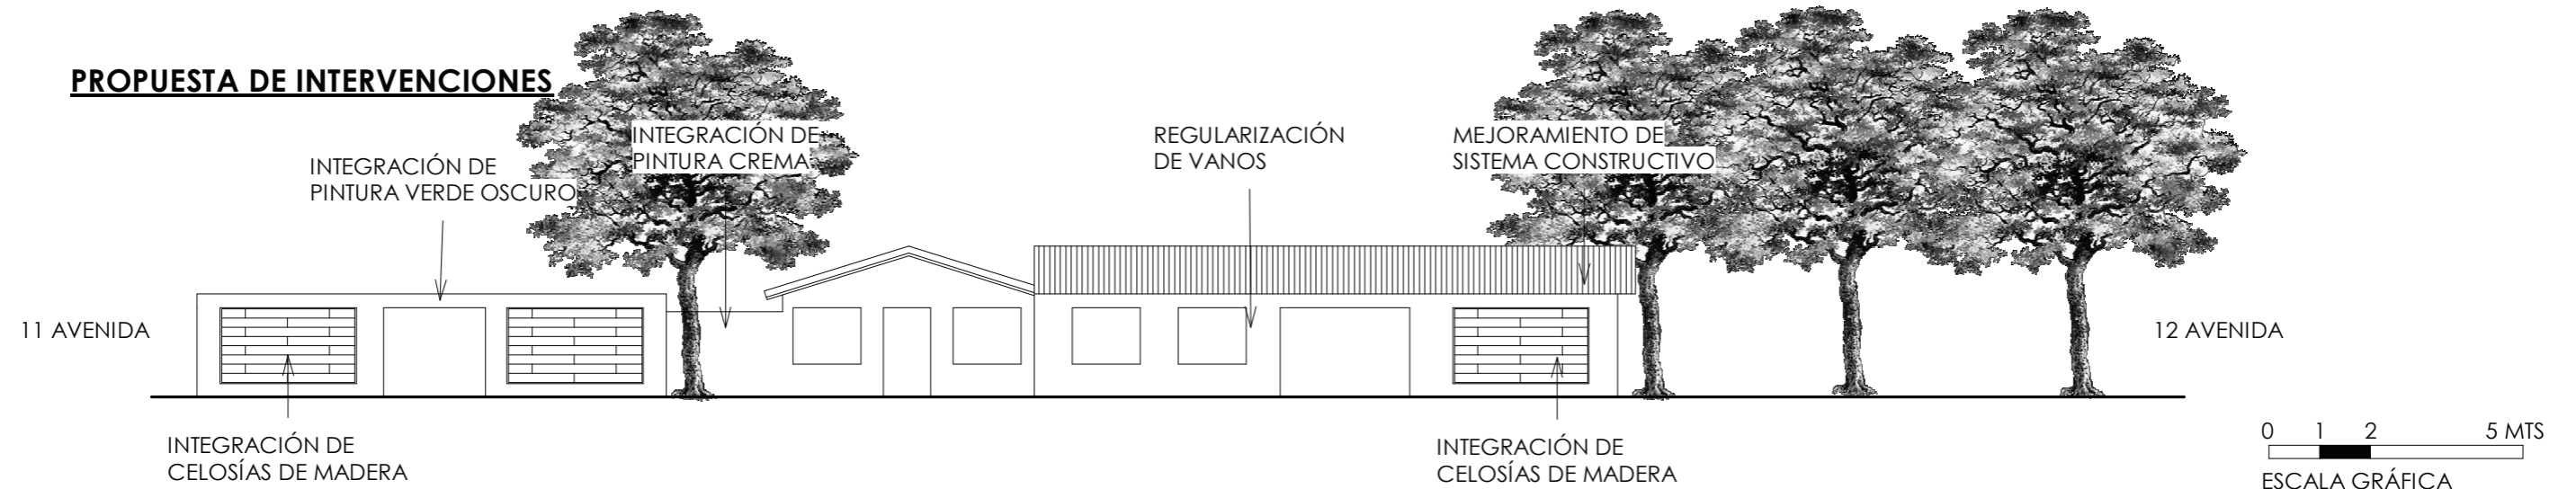 PROPUESTA DE INTERVENCIONES
INTEGRACIÓN DE
PINTURA VERDE OSCURO
INTEGRACIÓN DE
PINTURA CREMA
REGULARIZACIÓN
DE VANOS
MEJORAMIENTO DE
SISTEMA CONSTRUCTIVO
11 AVENIDA
12 AVENIDA
INTEGRACIÓN DE
CELOSÍAS DE MADERA
INTEGRACIÓN DE
CELOSÍAS DE MADERA
0 1 2 5 MTS
ESCALA GRÁFICA